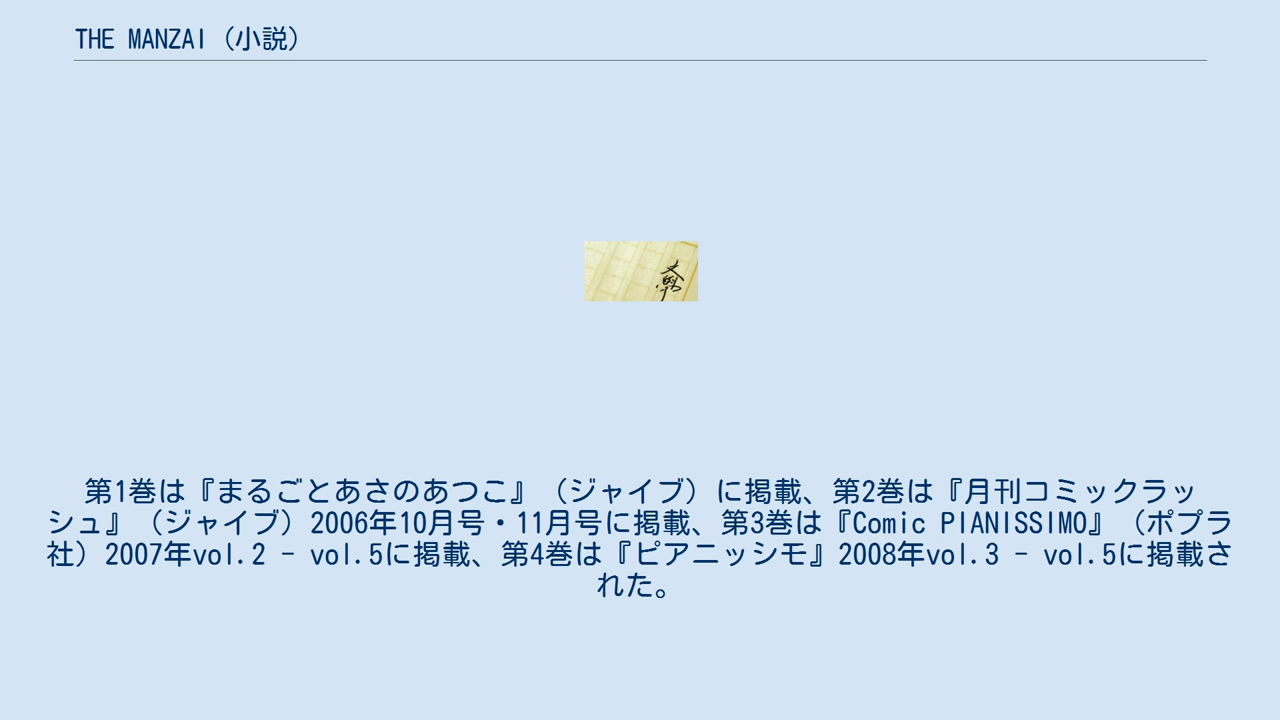 THE MANZAI（小説）
第1巻は『まるごとあさのあつこ』（ジャイブ）に掲載、第2巻は『月刊コミックラッ
シュ』（ジャイブ）2006年10月号・11月号に掲載、第3巻は『Comic PIANISSIMO』（ポプラ
社）2007年vol.2 - vol.5に掲載、第4巻は『ピアニッシモ』2008年vol.3 - vol.5に掲載さ
れた。